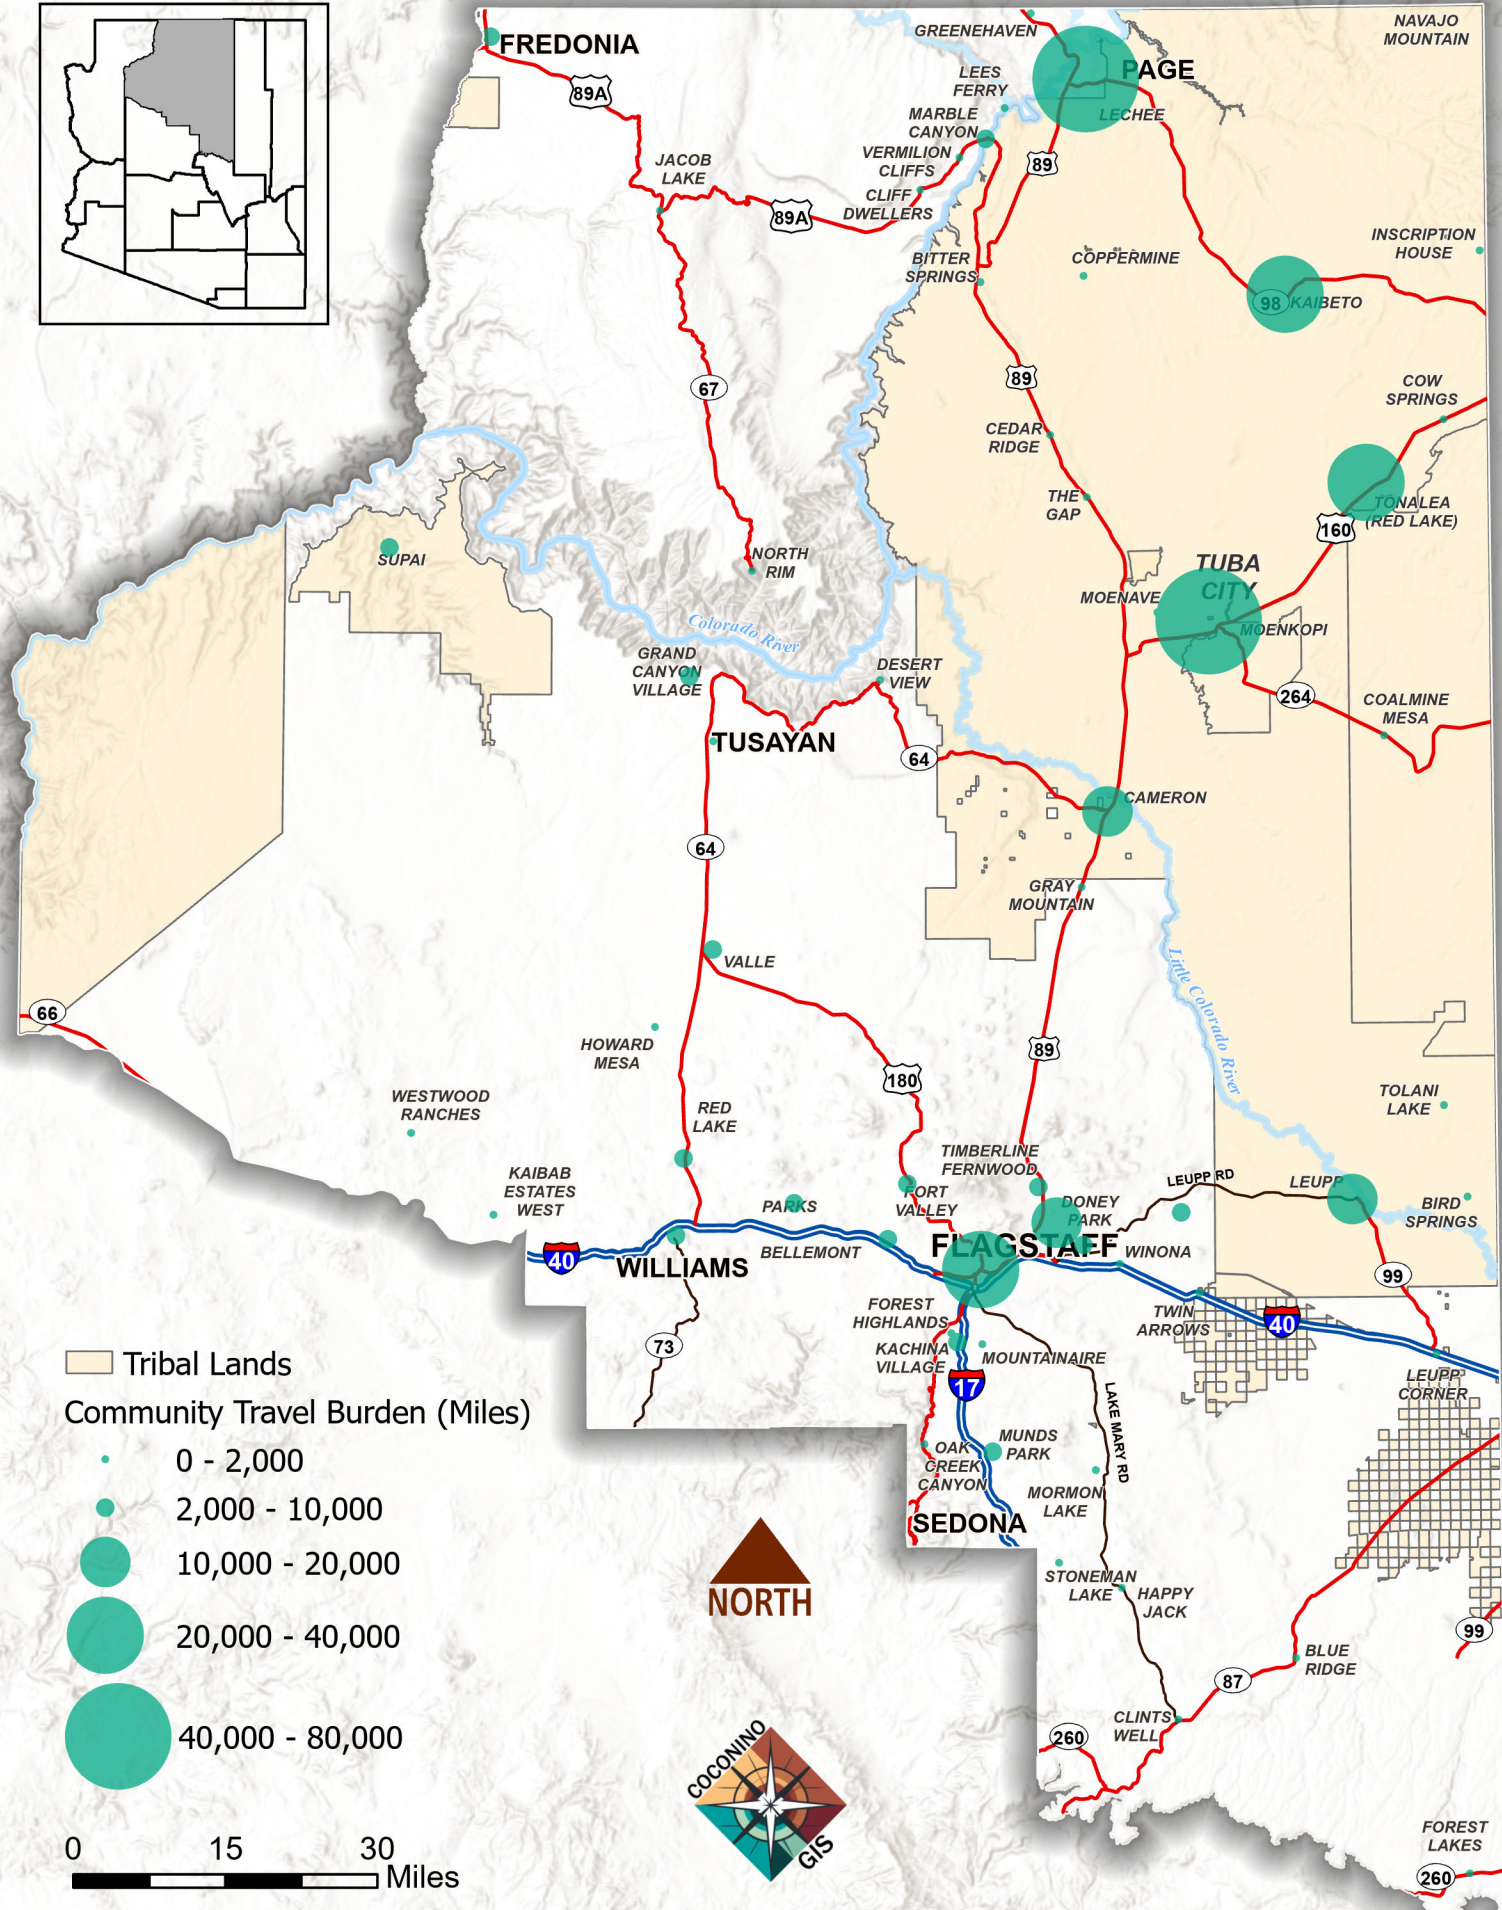 GREENEHAVEN
NAVAJO
MOUNTAIN
FREDONIA
PAGE
LEES
FERRY
89A
LECHEE
MARBLE
CANYON
VERMILION
CLIFFS
89
JACOB
LAKE
CLIFF
DWELLERS
89A
INSCRIPTION
HOUSE
BITTER
SPRINGS
COPPERMINE
98
KAIBETO
67
89
COW
SPRINGS
CEDAR
RIDGE
THE
GAP
TONALEA
(RED LAKE)
160
SUPAI
NORTH
RIM
TUBA
CITY
MOENAVE
MOENKOPI
Colorado River
GRAND
CANYON
VILLAGE
DESERT
VIEW
264
COALMINE
MESA
TUSAYAN
64
CAMERON
64
GRAY
MOUNTAIN
VALLE
Little Colorado River
66
HOWARD
MESA
89
180
WESTWOOD
RANCHES
RED
LAKE
TOLANI
LAKE
TIMBERLINE
FERNWOOD
KAIBAB
ESTATES
WEST
LEUPP RD
LEUPP
PARKS
FORT
VALLEY
DONEY
PARK
BIRD
SPRINGS
40
BELLEMONT
FLAGSTAFF
WINONA
WILLIAMS
99
FOREST
HIGHLANDS
TWIN
ARROWS
40
73
KACHINA
VILLAGE
MOUNTAINAIRE
17
LEUPP
CORNER
LAKE MARY RD
OAK
CREEK
CANYON
MUNDS
PARK
MORMON
LAKE
SEDONA
STONEMAN
LAKE
HAPPY
JACK
99
BLUE
RIDGE
87
CLINTS
WELL
260
FOREST
LAKES
260
Tribal Lands
Community Travel Burden (Miles)
0 - 2,000
2,000 - 10,000
10,000 - 20,000
20,000 - 40,000
40,000 - 80,000
0 15 30
Miles
NORTH
COCONINO
GIS